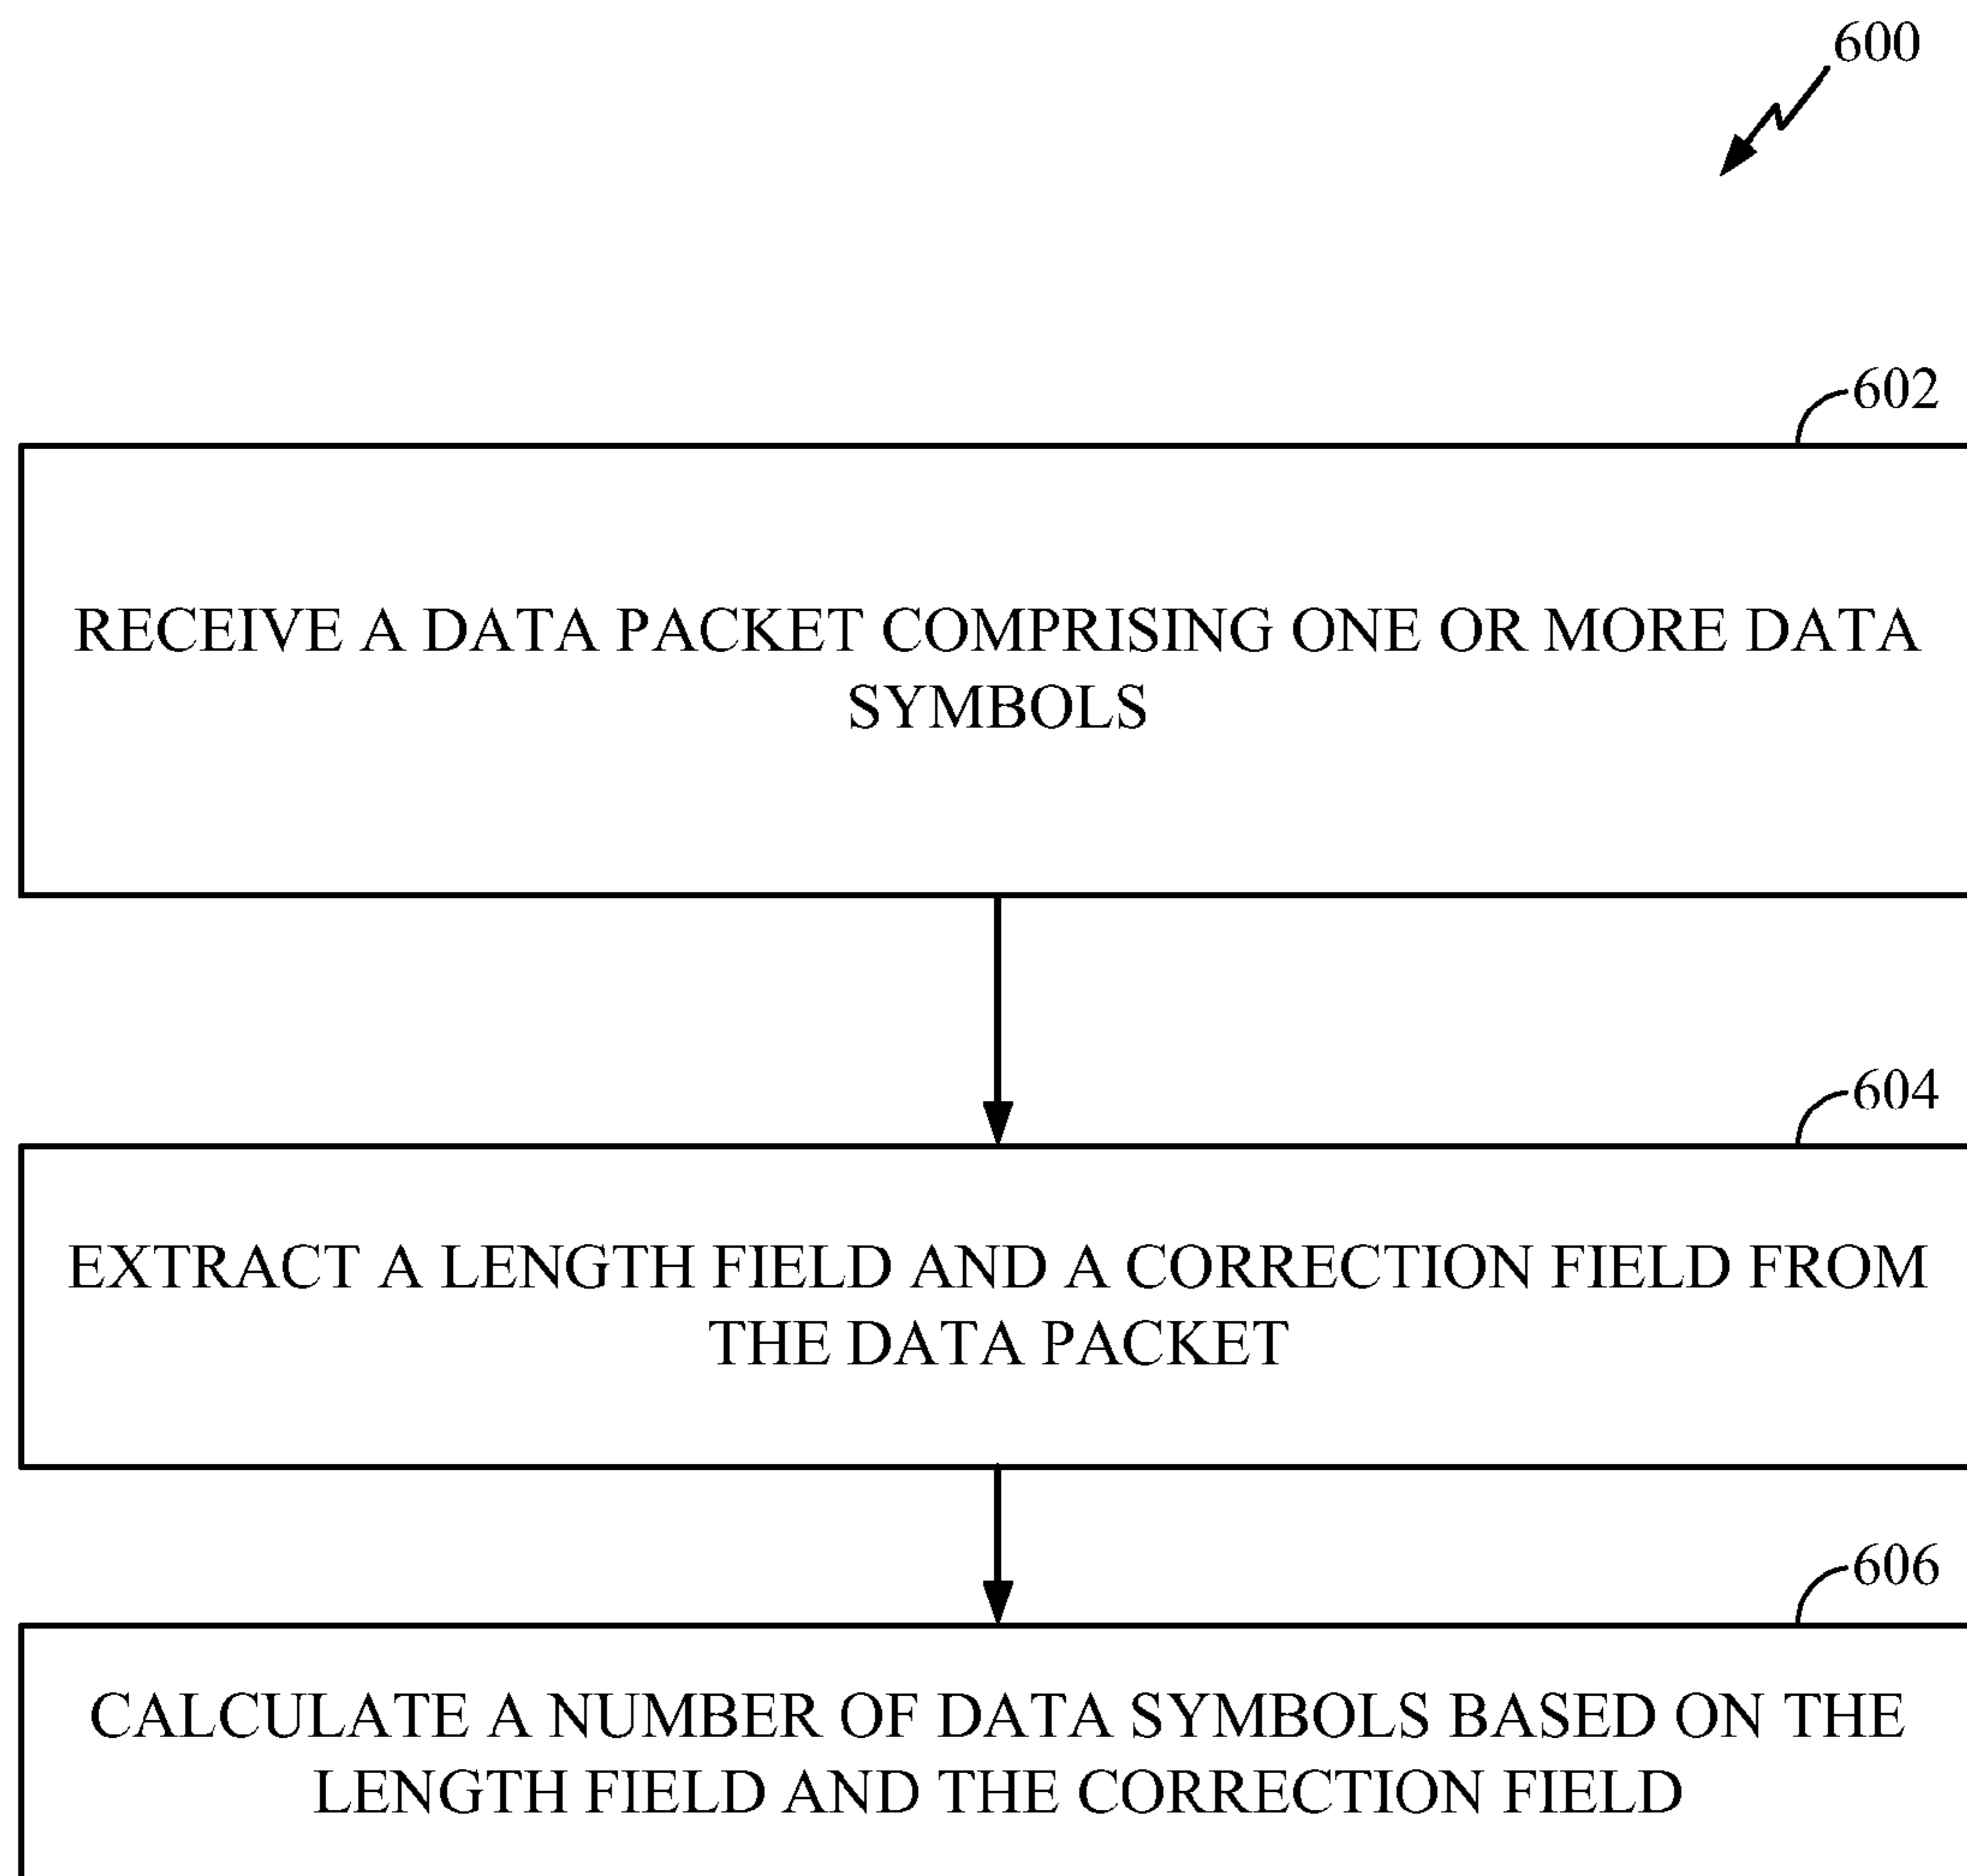 600
602
RECEIVE A DATA PACKET COMPRISING ONE OR MORE DATA
SYMBOLS
604
EXTRACT A LENGTH FIELD AND A CORRECTION FIELD FROM
THE DATA PACKET
606
CALCULATE A NUMBER OF DATA SYMBOLS BASED ON THE
LENGTH FIELD AND THE CORRECTION FIELD